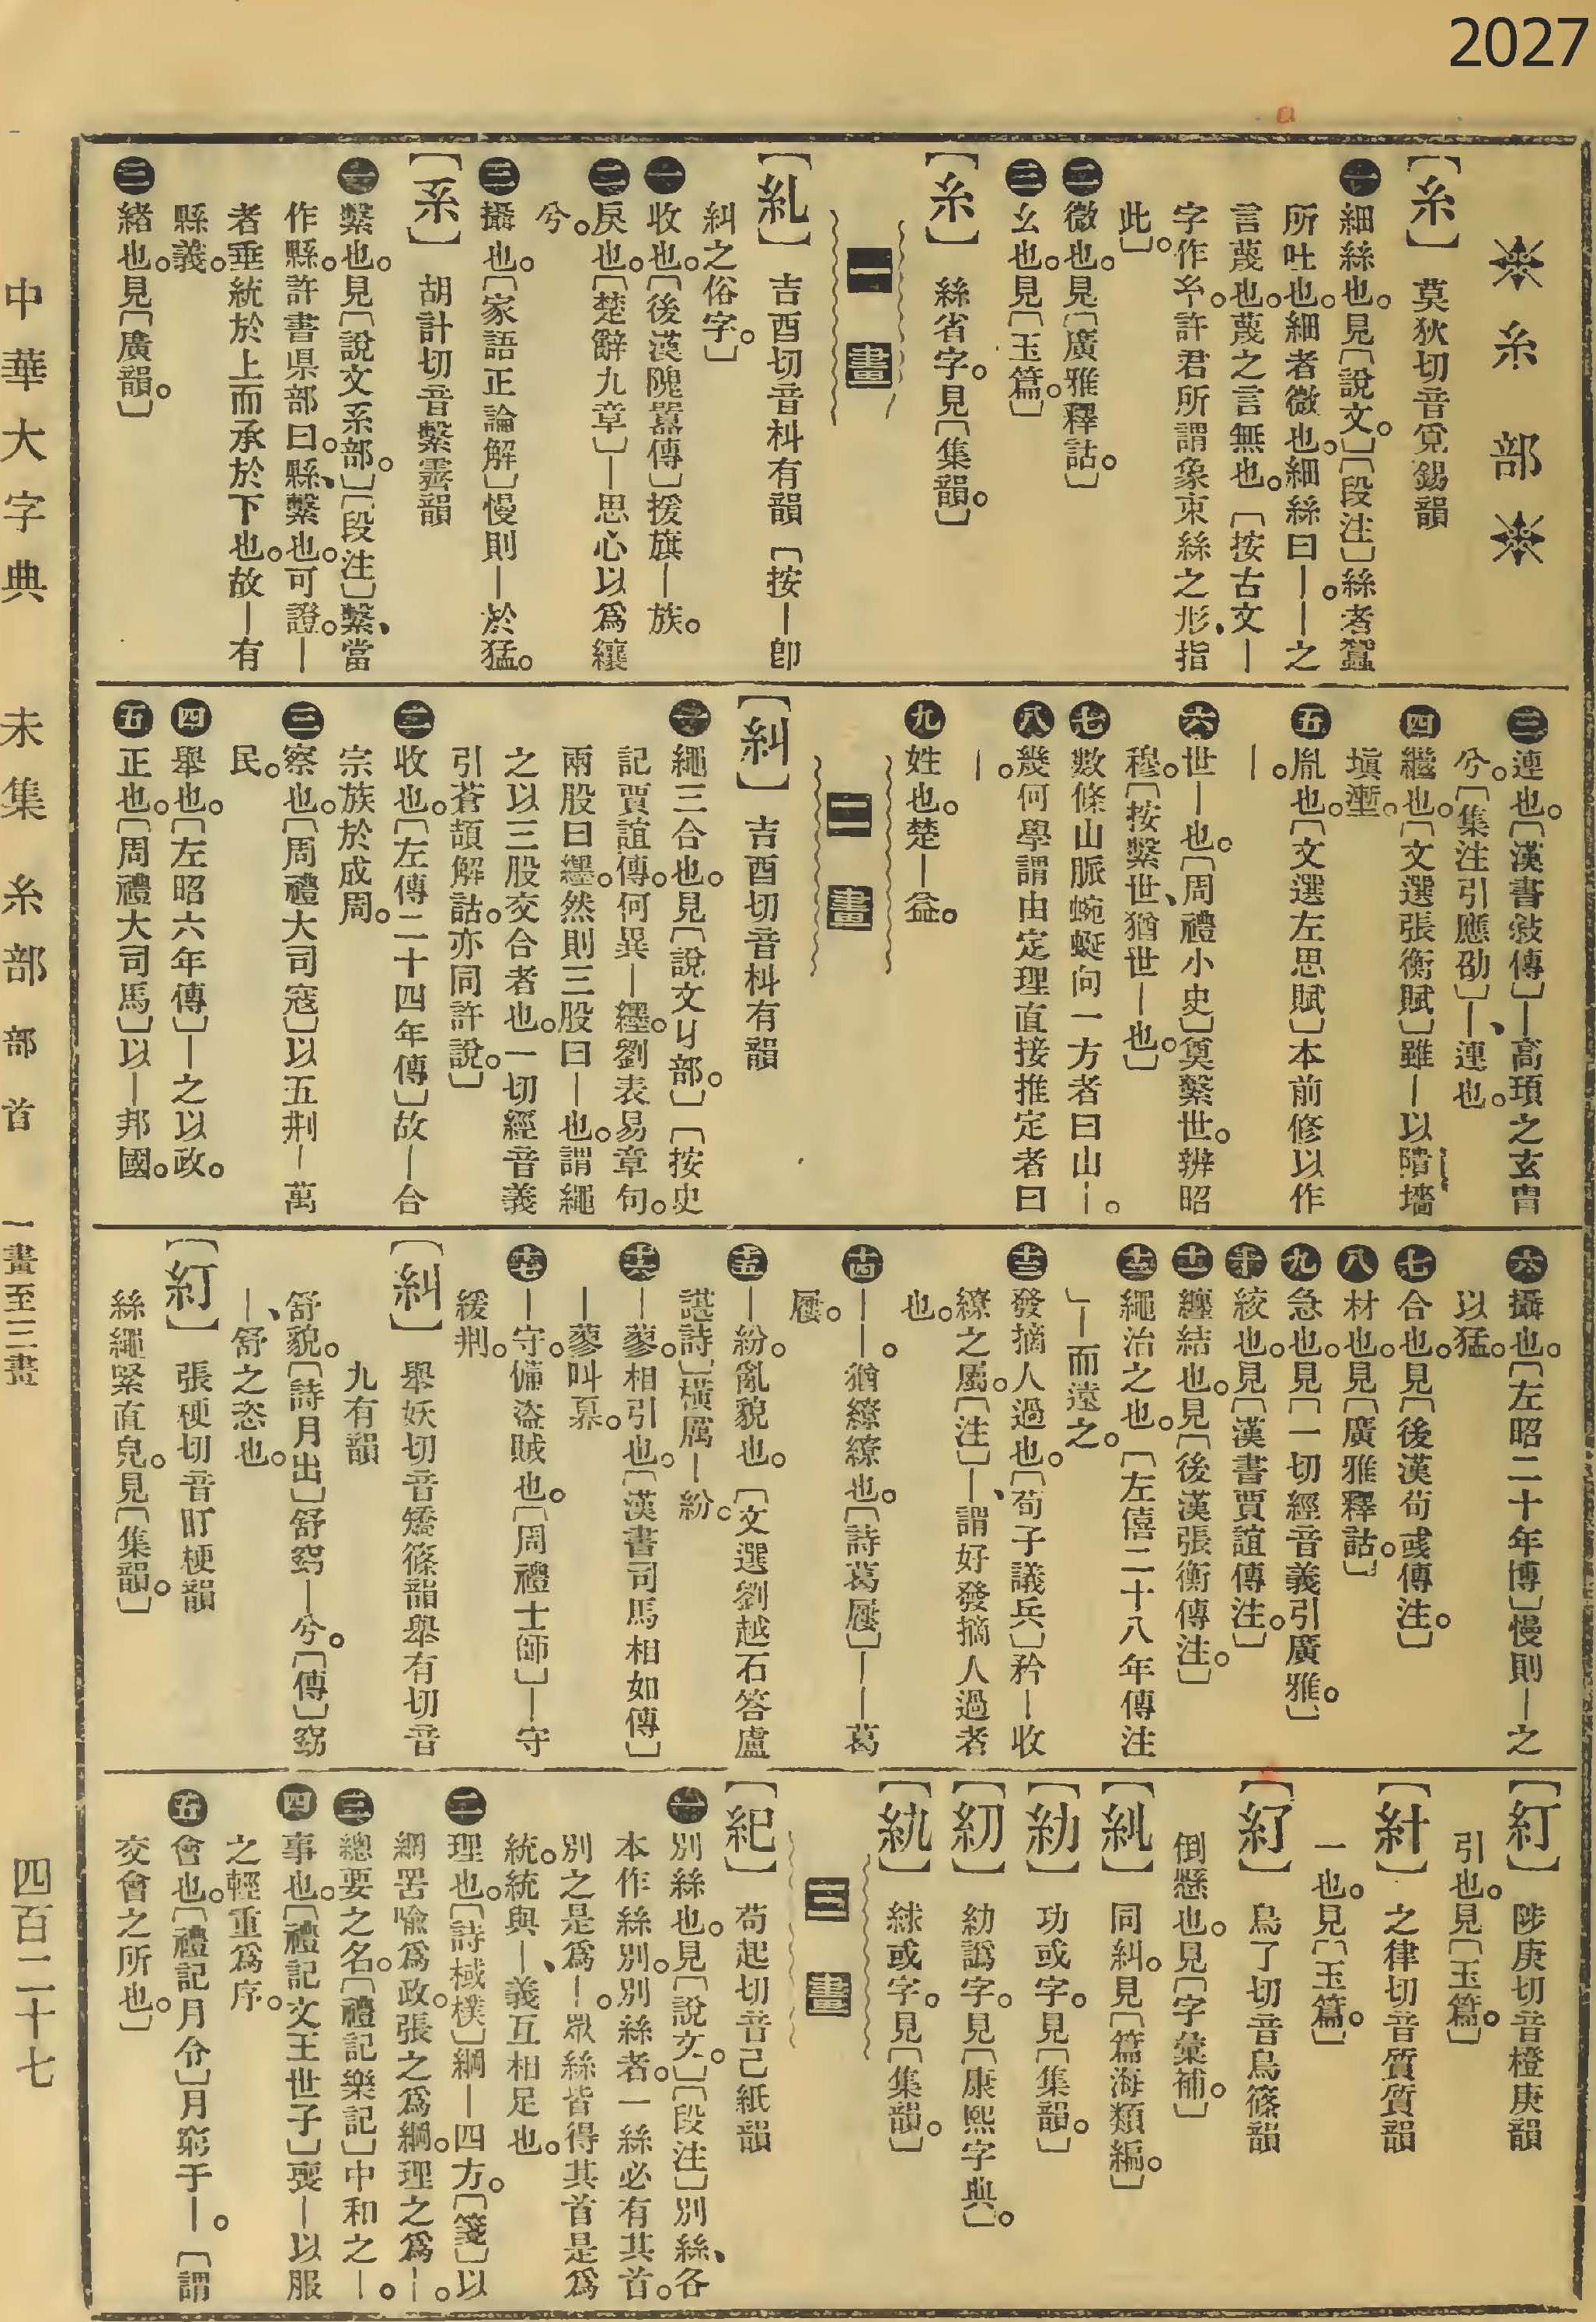 2027
糸部
〔糸〕莫狄切音覓錫韻
㊀細絲也。見〔說文。〕〔段注〕絲者蠶
所吐也。細者微也。細絲曰｜｜之
言蔑也。蔑之言無也。〔按古文｜
字作幺。許君所謂象束絲之形、指
此。〕
㊁微也。見〔廣雅釋詁。〕
㊂幺也。見〔玉篇。〕
〔糸〕絲省字。見〔集韻。〕
一畫
〔糺〕吉酉切音糾有韻〔按｜卽
糾之俗字。〕
㊀收也。〔後漢隗囂傳〕援旗｜族。
㊁戾也。〔楚辭九章〕｜思心以爲纕
兮。
㊂攝也。〔家語正論解〕慢則｜於猛。
〔系〕胡計切音繫霽韻
㊀繫也。見〔說文系部。〕〔段注〕繫、當
作縣。許書県部曰。縣、繫也。可證。｜
者垂統於上而承於下也。故｜有
縣義。
㊁緒也。見〔廣韻。〕
㊂連也。〔漢書敍傳〕｜高頊之玄冑
兮。〔集注引應劭〕｜、連也。
㊃繼也。〔文選張衡賦〕雖｜以隤墻
塡塹。
㊄胤也。〔文選左思賦〕本前修以作
｜。
㊅世｜也。〔周禮小史〕奠繫世。辨昭
穆。〔按繫世、猶世｜也。〕
㊆數條山脈蜿蜒向一方者曰山｜。
㊇幾何學謂由定理直接推定者曰
｜。
㊈姓也。楚｜益。
二畫
〔糾〕吉酉切音糾有韻
㊀繩三合也。見〔說文丩部。〕〔按史
記賈誼傳。何異｜纆。劉表易章句。
兩股曰纆。然則三股曰｜也。謂繩
之以三股交合者也。一切經音義
引蒼頡解詁。亦同許說。〕
㊁收也。〔左傳二十四年傳〕故｜合
宗族於成周。
㊂察也。〔周禮大司寇〕以五荆｜萬
民。
㊃舉也。〔左昭六年傳〕｜之以政。
㊄正也。〔周禮大司馬〕以｜邦國。
㊅攝也。〔左昭二十年傳〕慢則｜之
以猛。
㊆合也。見〔後漢荀彧傳注。〕
㊇材也。見〔廣雅釋詁。〕
㊈急也。見〔一切經音義引廣雅。〕
㊉絞也。見〔漢書賈誼傳注。〕
十一 纏結也。見〔後漢張衡傳注。〕
十二 繩治之也。〔左僖二十八年傳注
〕｜而遠之。
十三 發摘人過也。〔荀子議兵〕矜｜收
繚之屬。〔注〕｜、謂好發摘人過者
也。
十四 ｜｜。猶繚繚也。〔詩葛屨〕｜｜葛
屨。
十五 ｜紛。亂貌也。〔文選劉越石答盧
諶詩〕橫厲｜紛。
十六 ｜蓼。相引也。〔漢書司馬相如傳〕
｜蓼叫奡。
十七 ｜守。備盜賊也。〔周禮士師〕｜守
緩荆。
〔糾〕舉妖切音矯篠韻舉有切音
九有韻
舒貌。〔詩月出〕舒窈｜兮。〔傳〕窈
｜、舒之恣也。
〔糽〕張梗切音盯梗韻
絲繩緊直皃。見〔集韻。〕
〔糽〕陟庚切音橙庚韻
引也。見〔玉篇。〕
〔紏〕之律切音質質韻
一也。見〔玉篇。〕
〔𥾆〕鳥了切音鳥篠韻
倒懸也。見〔字彙補。〕
同糾。見〔篇海類編。〕
功或字。見〔集韻。〕
幼譌字。見〔康熙字典〕。
絿或字。見〔集韻。〕
三畫
〔紀〕苟起切音己紙韻
㊀別絲也。見〔說文。〕〔段注〕別絲、各
本作絲別。別絲者。一絲必有其首。
別之是爲｜。眾絲皆得其首是爲
統。統與｜、義互相足也。
㊁理也。〔詩棫樸〕綱｜四方。〔箋〕以
網罟喩爲政。張之爲綱。理之爲｜。
㊂總要之名。〔禮記樂記〕中和之｜。
㊃事也。〔禮記文王世子〕喪｜以服
之輕重爲序。
㊄會也。〔禮記月令〕月窮于｜。〔謂
交會之所也。〕
中華大字典 未集 糸部 部首 一畫至三畫 四百二十七